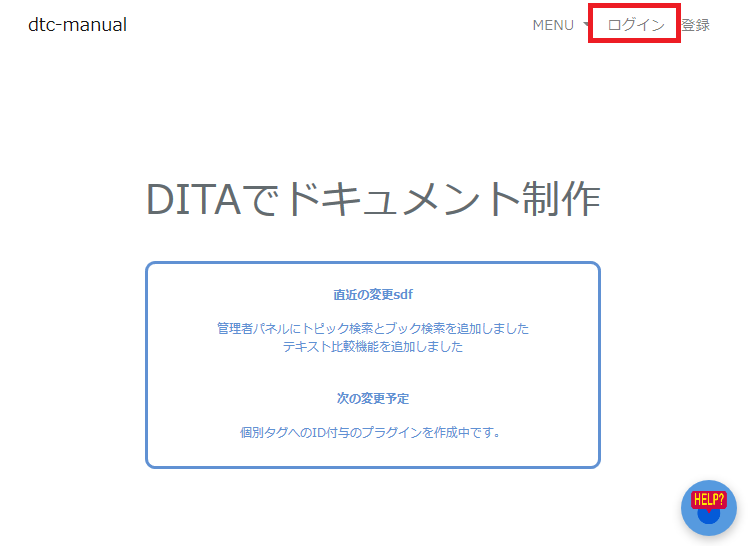 dtc-manual
MENU ログイン 登録
DITAでドキュメント制作
直近の変更sdf
管理者パネルにトピック検索とブック検索を追加しました
テキスト比較機能を追加しました
次の変更予定
個別タグへのID付与のプラグインを作成中です。
HELP?